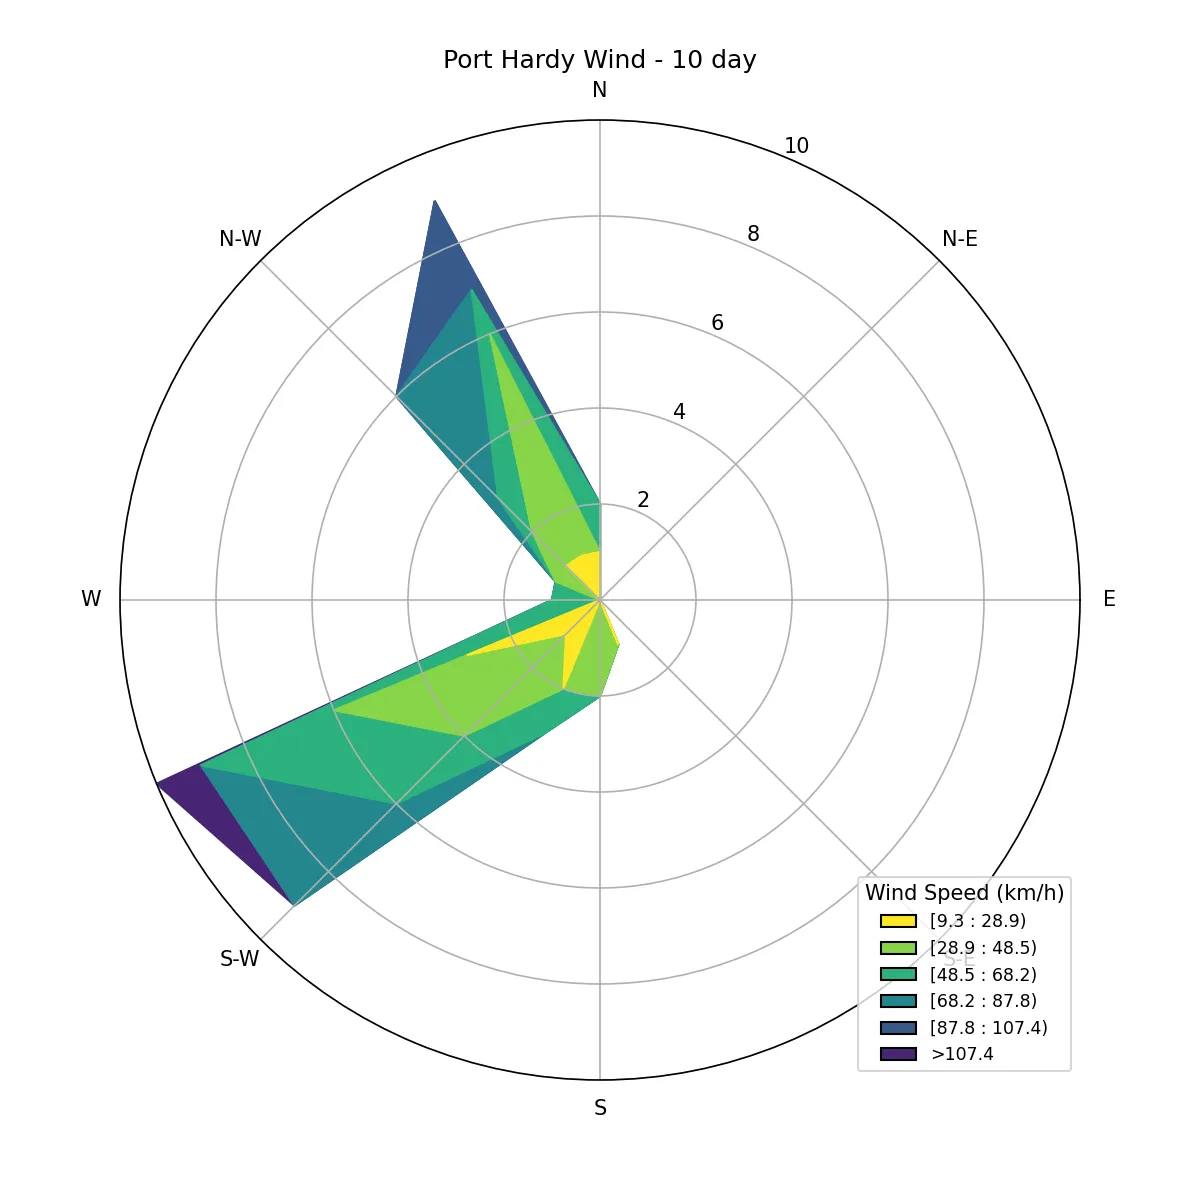 Port Hardy Wind - 10 day
N
10
N-W
N-E
8
6
4
2
W
E
Wind Speed (km/h)
[9.3 : 28.9)
[28.9 : 48.5)
S-W
S-E
[48.5 : 68.2)
[68.2 : 87.8)
[87.8 : 107.4)
>107.4
S